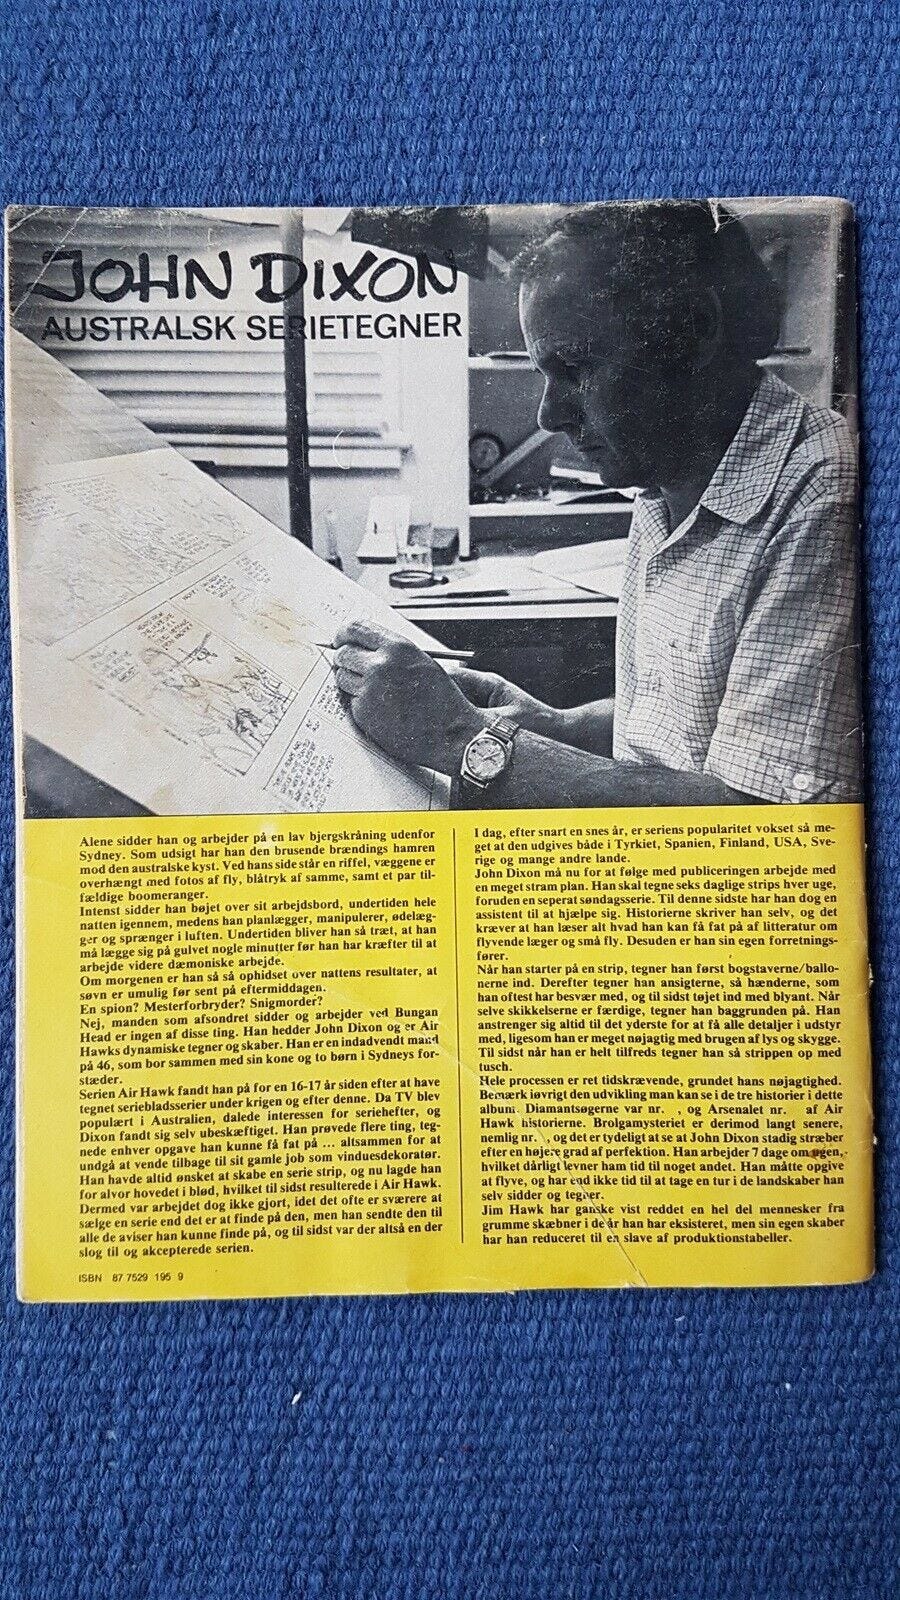 JOHN DIXON
AUSTRALSK SERIETEGNER
Alene sidder han og arbejder på en lav bjergskråning udenfor
Sydney. Som udsigt har han den brusende brændings hamren
mod den australske kyst. Ved hans side står en riffel, væggene er
overhængt med fotos af fly, blåtryk af samme, samt et par til-
fældige boomeranger.
Intenst sidder han bøjet over sit arbejdsbord, undertiden hele
natten igennem, medens han planlægger, manipulerer, ødelæg-
ger og sprænger i luften. Undertiden bliver han så træt, at han
må lægge sig på gulvet nogle minutter før han har kræfter til at
arbejde videre dæmoniske arbejde.
Om morgenen er han så så ophidset over nattens resultater, at
søvn er umulig før sent på eftermiddagen.
En spion? Mesterforbryder? Snigmorder?
Nej, manden som afsondret sidder og arbejder ved Bungan
Head er ingen af disse ting. Han hedder John Dixon og er Air
Hawks dynamiske tegner og skaber. Han er en indadvendt mand
på 46, som bor sammen med sin kone og to børn i Sydneys for-
stæder.
Serien Air Hawk fandt han på for en 16-17 år siden efter at have
tegnet seriebladsserier under krigen og efter denne. Da TV blev
populært i Australien, dalede interessen for seriehefter, og
Dixon fandt sig selv ubeskæftiget. Han prøvede flere ting, teg-
nede enhver opgave han kunne få fat på ... altsammen for at
undgå at vende tilbage til sit gamle job som vinduesdekoratør.
Han havde altid ønsket at skabe en serie strip, og nu lagde han
for alvor hovedet i blød, hvilket til sidst resulterede i Air Hawk.
Dermed var arbejdet dog ikke gjort, idet det ofte er sværere at
sælge en serie end det er at finde på den, men han sendte den til
alle de aviser han kunne finde på, og til sidst var der altså en der
slog til og akcepterede serien.
ISBN 87 7529 195 9
I dag, efter snart en snes år, er seriens popularitet vokset så me-
get at den udgives både i Tyrkiet, Spanien, Finland, USA, Sve-
rige og mange andre lande.
John Dixon må nu for at følge med publiceringen arbejde med
en meget stram plan. Han skal tegne seks daglige strips hver uge,
foruden en seperat søndagsserie. Til denne sidste har han dog en
assistent til at hjælpe sig. Historierne skriver han selv, og det
kræver at han læser alt hvad han kan få fat på af litteratur om
flyvende læger og små fly. Desuden er han sin egen forretnings-
fører.
Når han starter på en strip, tegner han først bogstaverne/ballo-
nerne ind. Derefter tegner han ansigterne, så hænderne, som
han oftest har besvær med, og til sidst tøjet ind med blyant. Når
selve skikkelserne er færdige, tegner han baggrunden på. Han
anstrenger sig altid til det yderste for at få alle detaljer i udstyr
med, ligesom han er meget nøjagtig med brugen af lys og skygge.
Til sidst når han er helt tilfreds tegner han så strippen op med
tusch.
Hele processen er ret tidskrævende, grundet hans nøjagtighed.
Bemærk iøvrigt den udvikling man kan se i de tre historier i dette
album. Diamantsøgerne var nr. , og Arsenalet nr. af Air
Hawk historierne. Brolgamysteriet er derimod langt senere,
nemlig nr. , og det er tydeligt at se at John Dixon stadig stræber
efter en højere grad af perfektion. Han arbejder 7 dage om ugen,
hvilket dårligt levner ham tid til noget andet. Han måtte opgive
at flyve, og har end ikke tid til at tage en tur i de landskaber han
selv sidder og tegner.
Jim Hawk har ganske vist reddet en hel del mennesker fra
grumme skæbner i de år han har eksisteret, men sin egen skaber
har han reduceret til en slave af produktionstabeller.